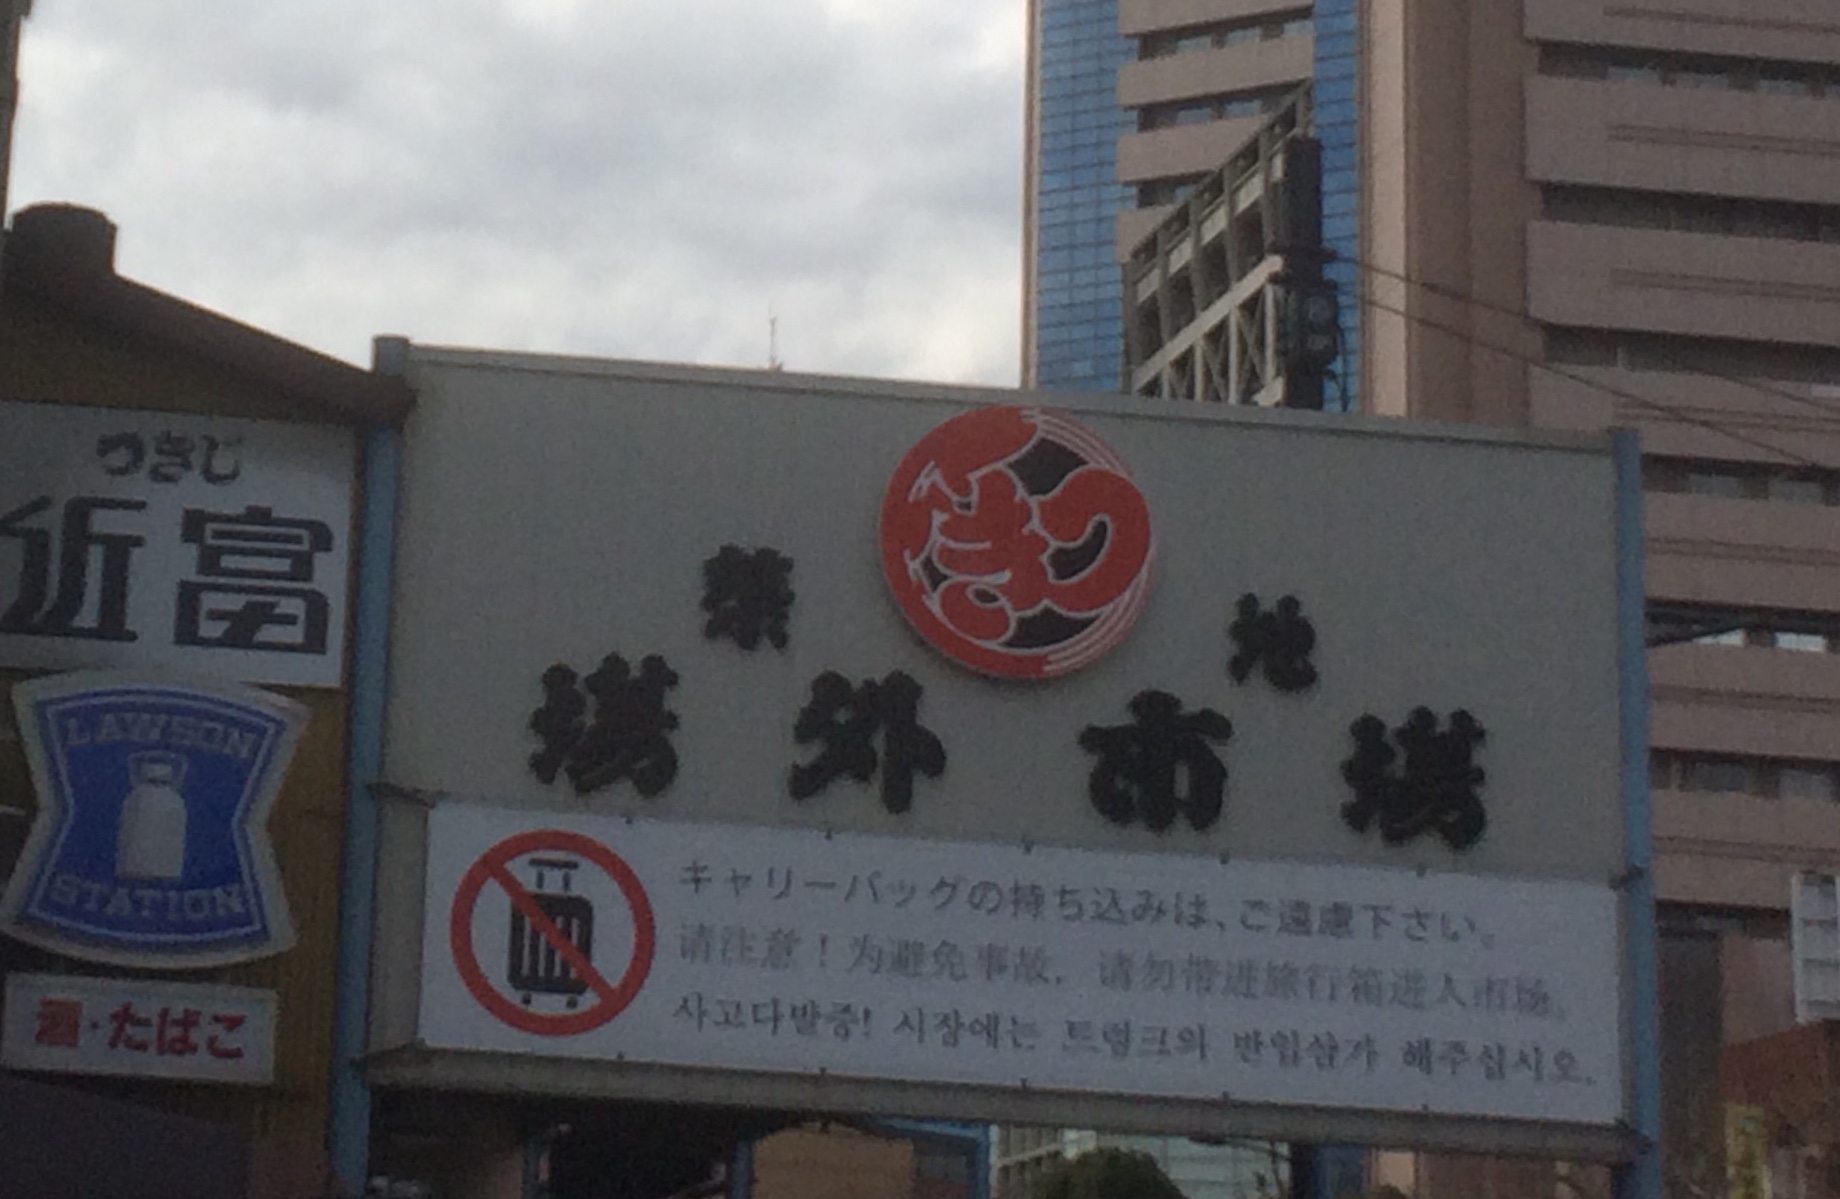 つきじ
近富
LAWSON
STATION
酒・たばこ
築地
場外市場
キャリーバッグの持ち込みは、ご遠慮下さい。
请注意！为避免事故，请勿带进旅行箱进入市场。
사고다발중! 시장에는 트렁크의 반입삼가 해주십시오.